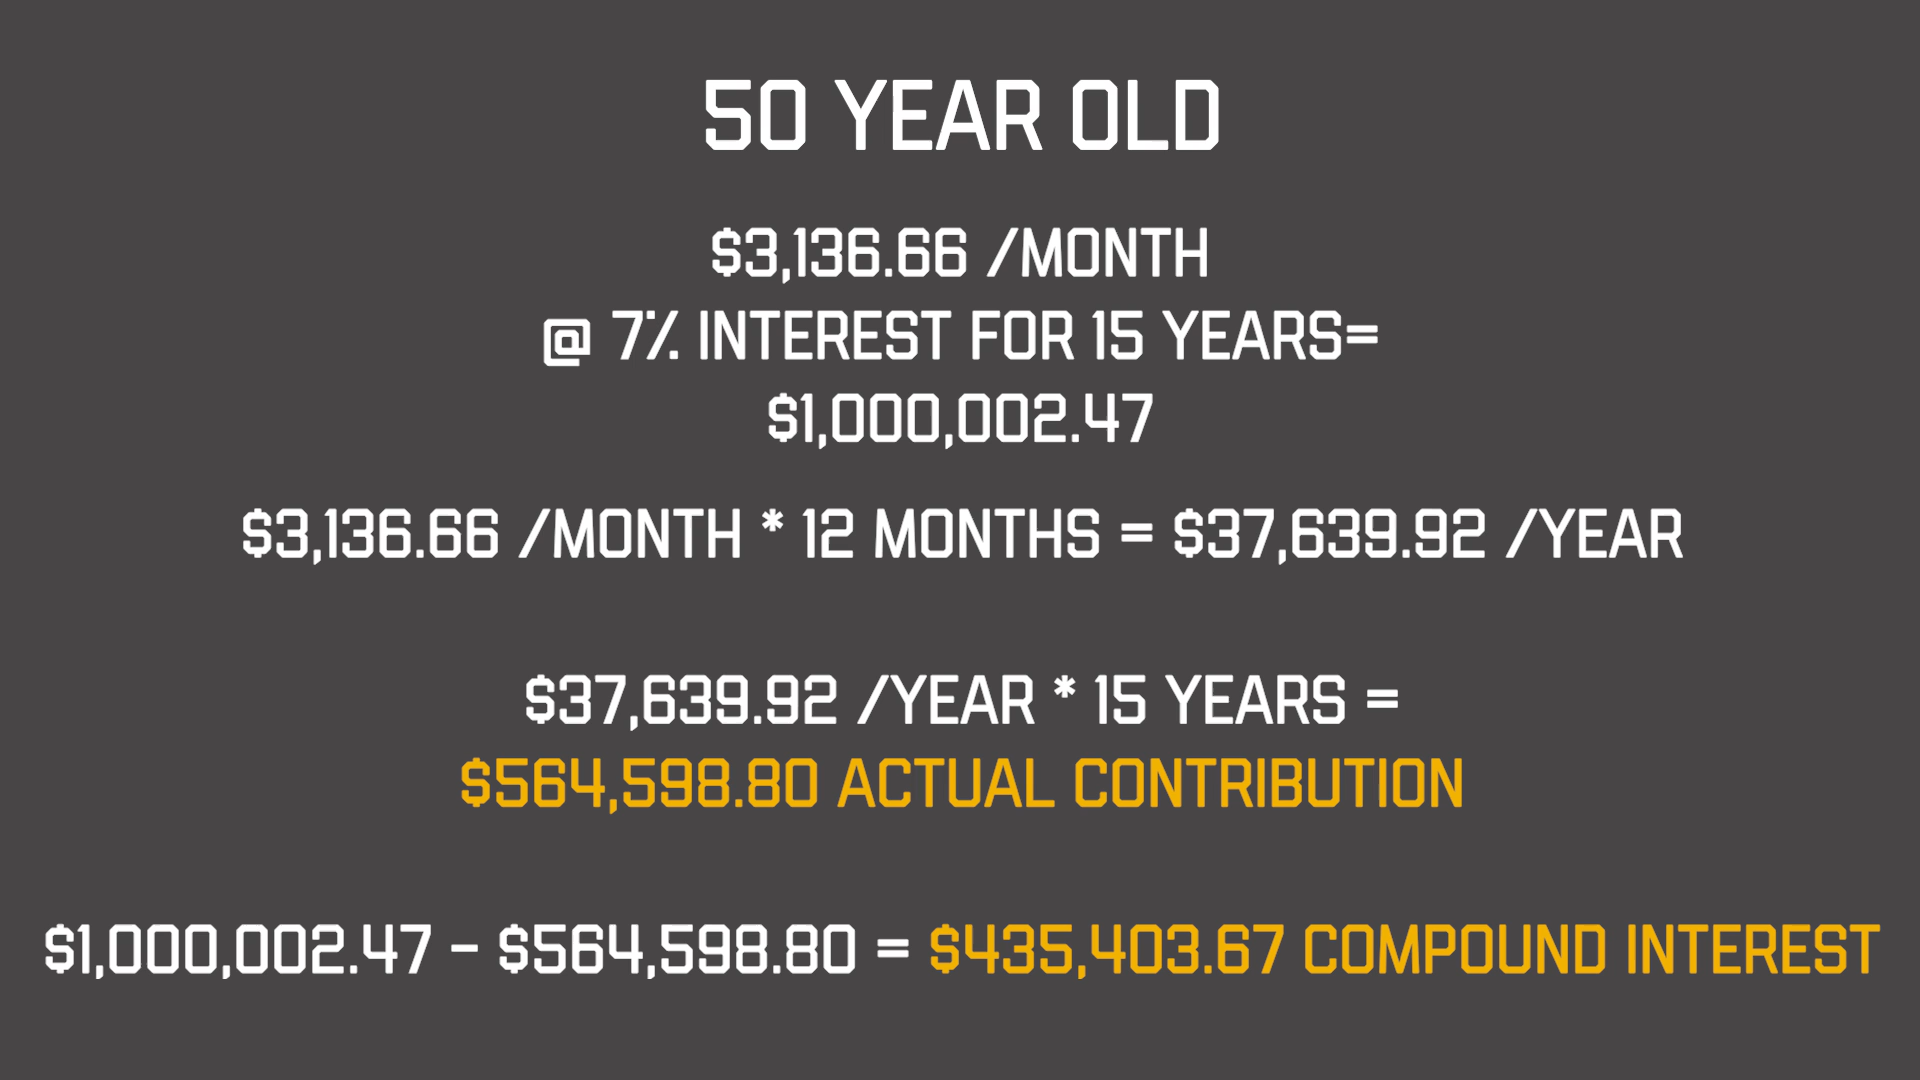 50 YEAR OLD
$3,136.66 /MONTH
@ 7% INTEREST FOR 15 YEARS=
$1,000,002.47
$3,136.66 /MONTH * 12 MONTHS = $37,639.92 /YEAR
$37,639.92 /YEAR * 15 YEARS =
$564,598.80 ACTUAL CONTRIBUTION
$1,000,002.47 - $564,598.80 = $435,403.67 COMPOUND INTEREST